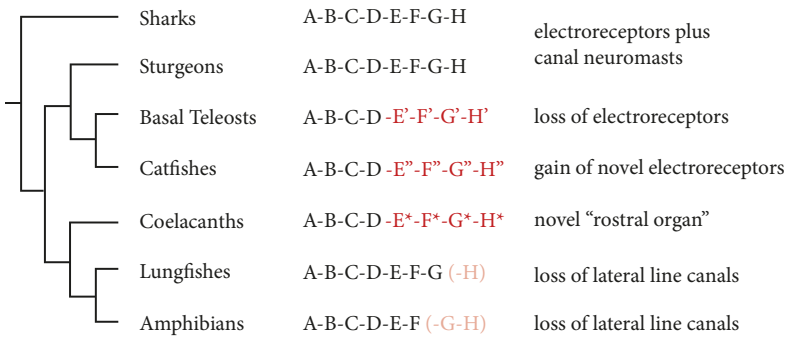 Sharks A-B-C-D-E-F-G-H
electroreceptors plus
canal neuromasts
Sturgeons A-B-C-D-E-F-G-H
Basal Teleosts A-B-C-D-E’-F’-G’-H’ loss of electroreceptors
Catfishes A-B-C-D-E”-F”-G”-H” gain of novel electroreceptors
Coelacanths A-B-C-D-E*-F*-G*-H* novel “rostral organ”
Lungfishes A-B-C-D-E-F-G (-H) loss of lateral line canals
Amphibians A-B-C-D-E-F (-G-H) loss of lateral line canals